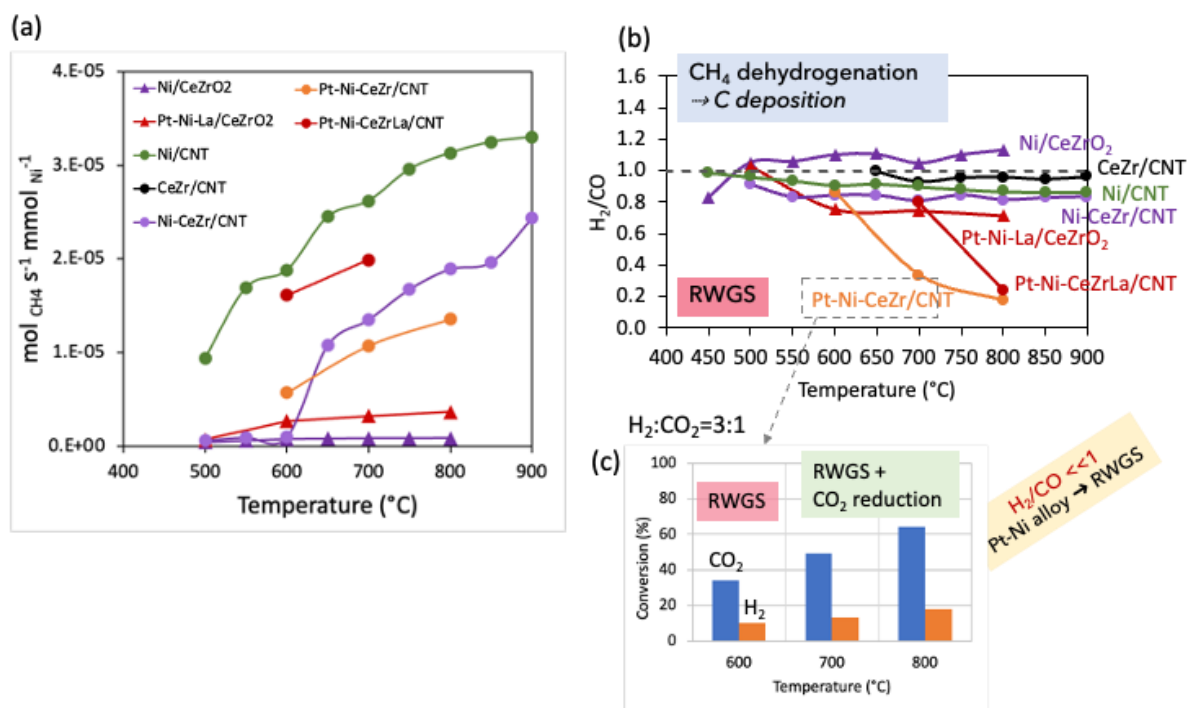 (a)
4.E-05
3.E-05
2.E-05
1.E-05
0.E+00
mol CH4 s-1 mmol Ni-1
Ni/CeZrO2
Pt-Ni-La/CeZrO2
Ni/CNT
CeZr/CNT
Ni-CeZr/CNT
Pt-Ni-CeZr/CNT
Pt-Ni-CeZrLa/CNT
400 500 600 700 800 900
Temperature (°C)
(b)
CH4 dehydrogenation
⤏ C deposition
1.6
1.4
1.2
1.0
0.8
0.6
0.4
0.2
0.0
H2/CO
Ni/CeZrO2
CeZr/CNT
Ni/CNT
Ni-CeZr/CNT
Pt-Ni-La/CeZrO2
Pt-Ni-CeZrLa/CNT
Pt-Ni-CeZr/CNT
RWGS
400 450 500 550 600 650 700 750 800 850 900
Temperature (°C)
H2:CO2=3:1
(c)
100
80
60
40
20
0
Conversion (%)
RWGS
RWGS +
CO2 reduction
CO2
H2
600 700 800
Temperature (°C)
H2/CO <<1
Pt-Ni alloy → RWGS